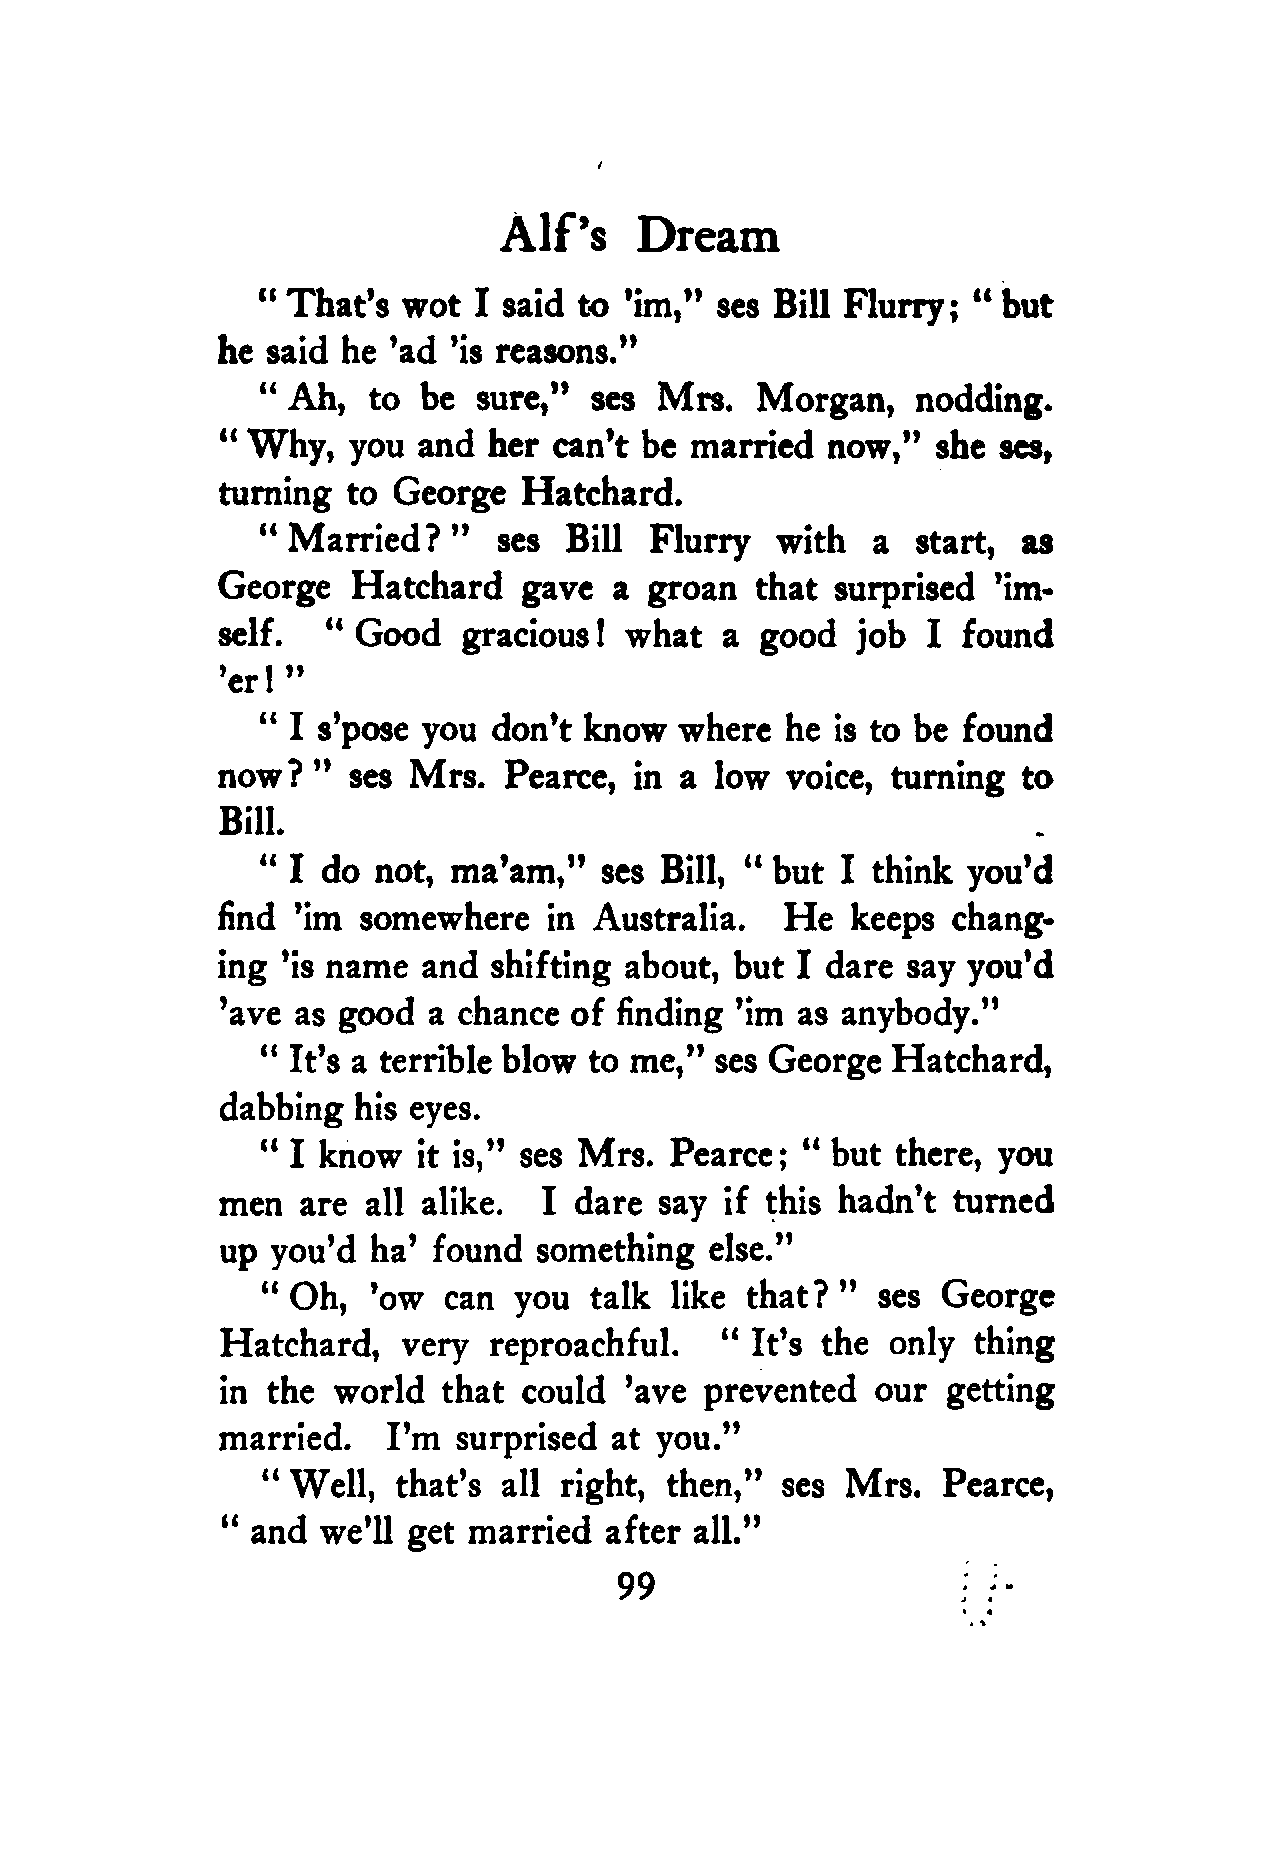 Alf's Dream
"That's wot I said to 'im," ses Bill Flurry; "but
he said he 'ad 'is reasons."
"Ah, to be sure," ses Mrs. Morgan, nodding.
"Why, you and her can't be married now," she ses,
turning to George Hatchard.
"Married?" ses Bill Flurry with a start, as
George Hatchard gave a groan that surprised 'im-
self. "Good gracious! what a good job I found
'er!"
"I s'pose you don't know where he is to be found
now?" ses Mrs. Pearce, in a low voice, turning to
Bill.
"I do not, ma'am," ses Bill, "but I think you'd
find 'im somewhere in Australia. He keeps chang-
ing 'is name and shifting about, but I dare say you'd
'ave as good a chance of finding 'im as anybody."
"It's a terrible blow to me," ses George Hatchard,
dabbing his eyes.
"I know it is," ses Mrs. Pearce; "but there, you
men are all alike. I dare say if this hadn't turned
up you'd ha' found something else."
"Oh, 'ow can you talk like that?" ses George
Hatchard, very reproachful. "It's the only thing
in the world that could 'ave prevented our getting
married. I'm surprised at you."
"Well, that's all right, then," ses Mrs. Pearce,
"and we'll get married after all."
99